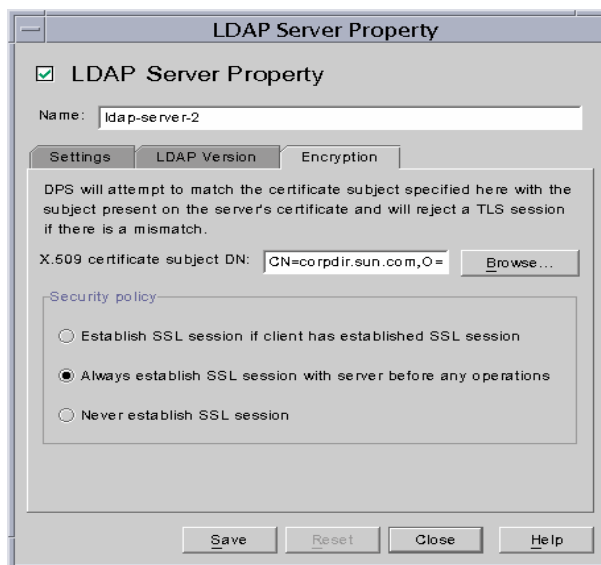 LDAP Server Property
LDAP Server Property
Name: ldap-server-2
Settings LDAP Version Encryption
DPS will attempt to match the certificate subject specified here with the
subject present on the server's certificate and will reject a TLS session
if there is a mismatch.
X.509 certificate subject DN: CN=corpdir.sun.com,O= Browse...
Security policy
Establish SSL session if client has established SSL session
Always establish SSL session with server before any operations
Never establish SSL session
Save Reset Close Help